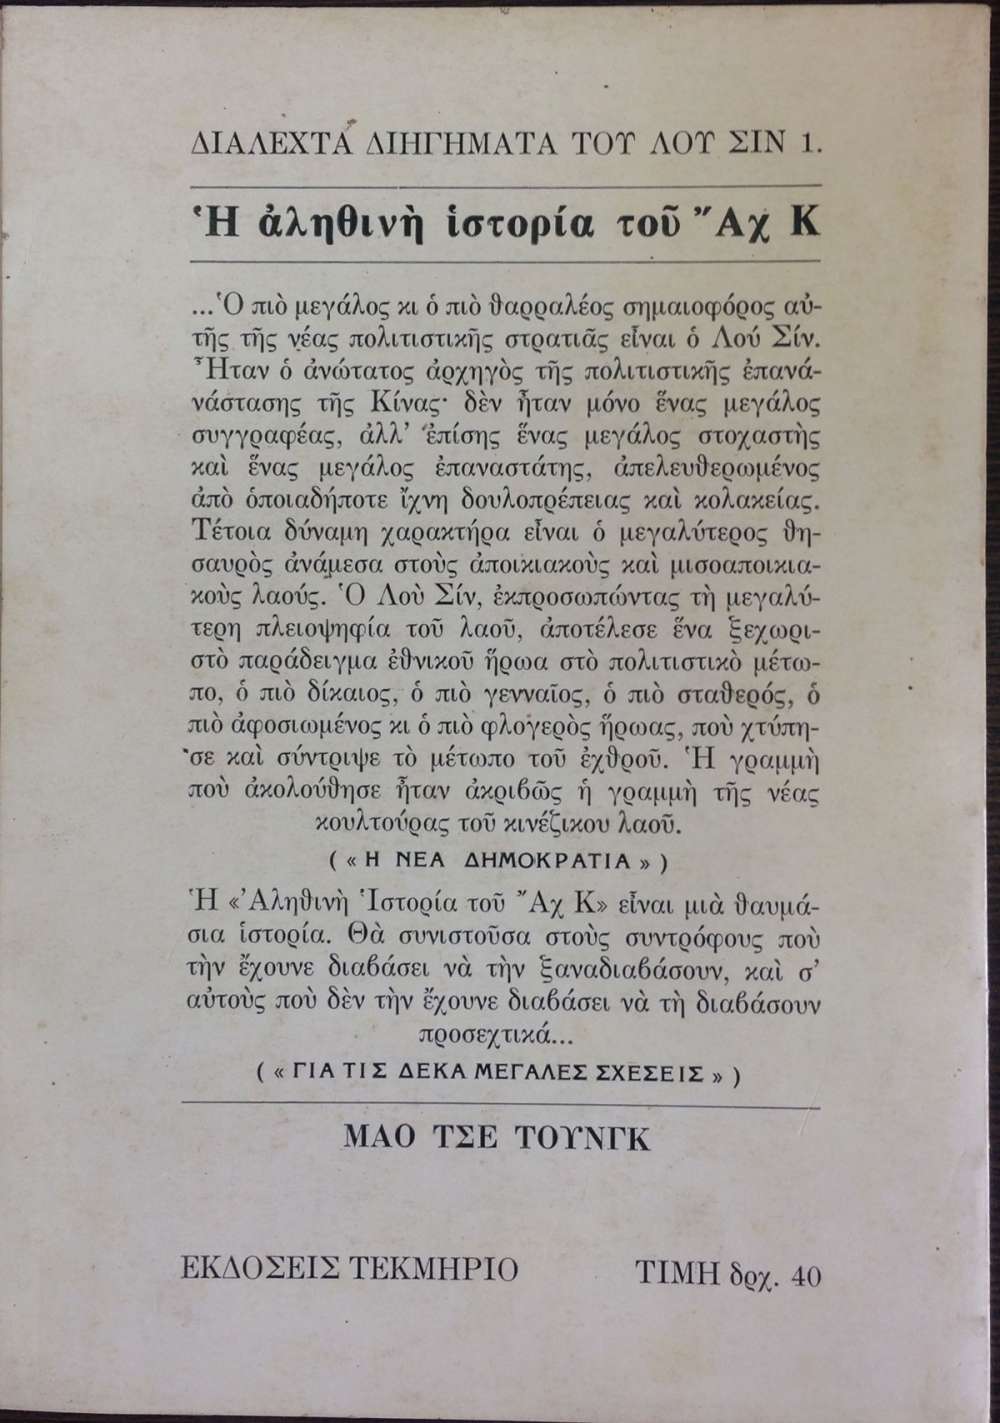 ΔΙΑΛΕΧΤΑ ΔΙΗΓΗΜΑΤΑ ΤΟΥ ΛΟΥ ΣΙΝ 1.
Ἡ ἀληθινὴ ἱστορία τοῦ Ἄχ Κ
...Ὁ πιὸ μεγάλος κι ὁ πιὸ θαρραλέος σημαιοφόρος αὐ-
τῆς τῆς νέας πολιτιστικῆς στρατιᾶς εἶναι ὁ Λού Σίν.
Ἦταν ὁ ἀνώτατος ἀρχηγὸς τῆς πολιτιστικῆς ἐπανά-
νάστασης τῆς Κίνας· δὲν ἦταν μόνο ἕνας μεγάλος
συγγραφέας, ἀλλ' ἐπίσης ἕνας μεγάλος στοχαστὴς
καὶ ἕνας μεγάλος ἐπαναστάτης, ἀπελευθερωμένος
ἀπὸ ὁποιαδήποτε ἴχνη δουλοπρέπειας καὶ κολακείας.
Τέτοια δύναμη χαρακτήρα εἶναι ὁ μεγαλύτερος θη-
σαυρὸς ἀνάμεσα στοὺς ἀποικιακοὺς καὶ μισοαποικια-
κοὺς λαούς. Ὁ Λοὺ Σίν, ἐκπροσωπώντας τὴ μεγαλύ-
τερη πλειοψηφία τοῦ λαοῦ, ἀποτέλεσε ἕνα ξεχωρι-
στὸ παράδειγμα ἐθνικοῦ ἥρωα στὸ πολιτιστικὸ μέτω-
πο, ὁ πιὸ δίκαιος, ὁ πιὸ γενναῖος, ὁ πιὸ σταθερός, ὁ
πιὸ ἀφοσιωμένος κι ὁ πιὸ φλογερὸς ἥρωας, ποὺ χτύπη-
σε καὶ σύντριψε τὸ μέτωπο τοῦ ἐχθροῦ. Ἡ γραμμὴ
ποὺ ἀκολούθησε ἦταν ἀκριβῶς ἡ γραμμὴ τῆς νέας
κουλτούρας τοῦ κινέζικου λαοῦ.
(« Η ΝΕΑ ΔΗΜΟΚΡΑΤΙΑ »)
Ἡ «Ἀληθινὴ Ἱστορία τοῦ Ἄχ Κ» εἶναι μιὰ θαυμά-
σια ἱστορία. Θὰ συνιστοῦσα στοὺς συντρόφους ποὺ
τὴν ἔχουνε διαβάσει νὰ τὴν ξαναδιαβάσουν, καὶ σ'
αὐτοὺς ποὺ δὲν τὴν ἔχουνε διαβάσει νὰ τὴ διαβάσουν
προσεχτικά...
(« ΓΙΑ ΤΙΣ ΔΕΚΑ ΜΕΓΑΛΕΣ ΣΧΕΣΕΙΣ »)
ΜΑΟ ΤΣΕ ΤΟΥΝΓΚ
ΕΚΔΟΣΕΙΣ ΤΕΚΜΗΡΙΟ ΤΙΜΗ δρχ. 40